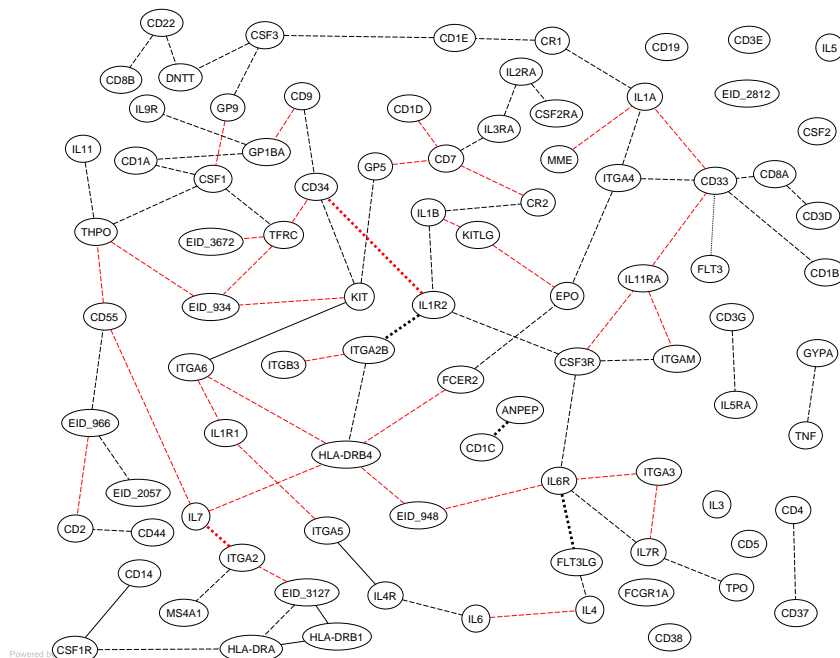 CD22
CSF3
CD1E
CR1
CD19
CD3E
IL5
CD8B
DNTT
IL2RA
IL1A
EID_2812
IL9R
GP9
CD9
CD1D
CSF2RA
IL3RA
CSF2
IL11
CD1A
GP1BA
GP5
CD7
MME
CSF1
CD34
ITGA4
CD33
CD8A
CR2
IL1B
CD3D
THPO
EID_3672
TFRC
KITLG
FLT3
CD1B
IL11RA
EID_934
KIT
IL1R2
EPO
CD55
CD3G
ITGA6
ITGB3
ITGA2B
FCER2
CSF3R
ITGAM
GYPA
IL5RA
ANPEP
EID_966
IL1R1
CD1C
TNF
HLA-DRB4
IL6R
ITGA3
EID_2057
IL3
CD4
IL7
EID_948
CD2
CD44
ITGA5
IL7R
CD5
ITGA2
FLT3LG
CD14
TPO
MS4A1
EID_3127
IL4R
FCGR1A
IL6
IL4
CD37
HLA-DRB1
CD38
CSF1R
HLA-DRA
Powered b